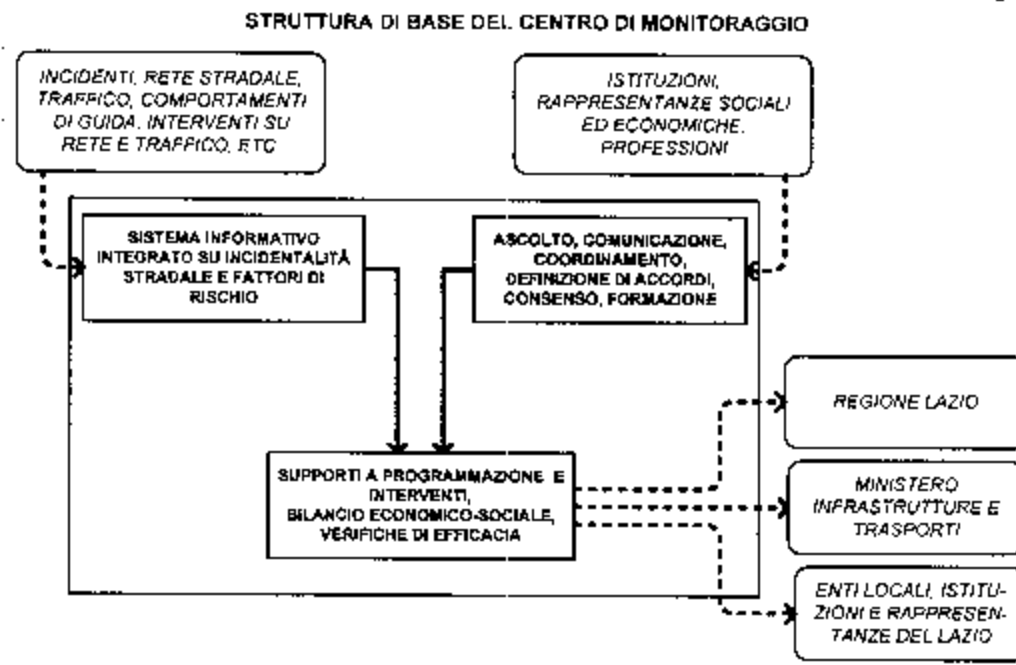 STRUTTURA DI BASE DEL CENTRO DI MONITORAGGIO
INCIDENTI, RETE STRADALE,
TRAFFICO, COMPORTAMENTI
DI GUIDA, INTERVENTI SU
RETE E TRAFFICO, ETC
ISTITUZIONI,
RAPPRESENTANZE SOCIALI
ED ECONOMICHE,
PROFESSIONI
SISTEMA INFORMATIVO
INTEGRATO SU INCIDENTALITÀ
STRADALE E FATTORI DI
RISCHIO
ASCOLTO, COMUNICAZIONE,
COORDINAMENTO,
DEFINIZIONE DI ACCORDI,
CONSENSO, FORMAZIONE
SUPPORTI A PROGRAMMAZIONE E
INTERVENTI,
BILANCIO ECONOMICO-SOCIALE,
VERIFICHE DI EFFICACIA
REGIONE LAZIO
MINISTERO
INFRASTRUTTURE E
TRASPORTI
ENTI LOCALI, ISTITU-
ZIONI E RAPPRESEN-
TANZE DEL LAZIO